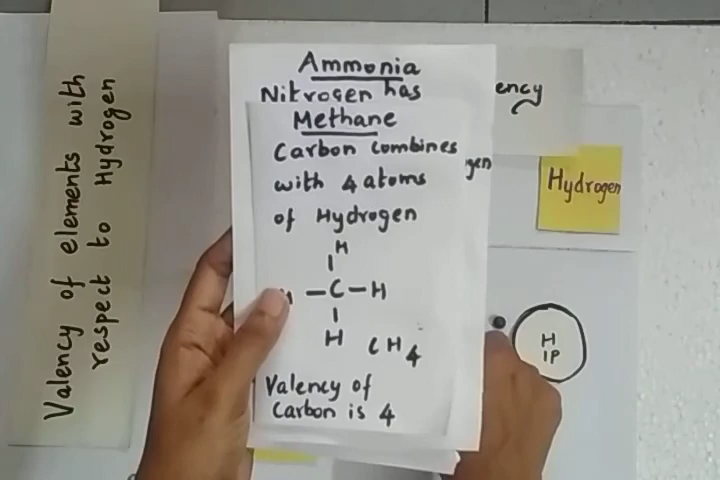 Valency of elements with
respect to Hydrogen
Ammonia
Nitrogen has
Methane
Carbon combines
with 4 atoms
of Hydrogen
H
H – C – H
H
CH4
Valency of
Carbon is 4
ency
gen
Hydrogen
H
1P